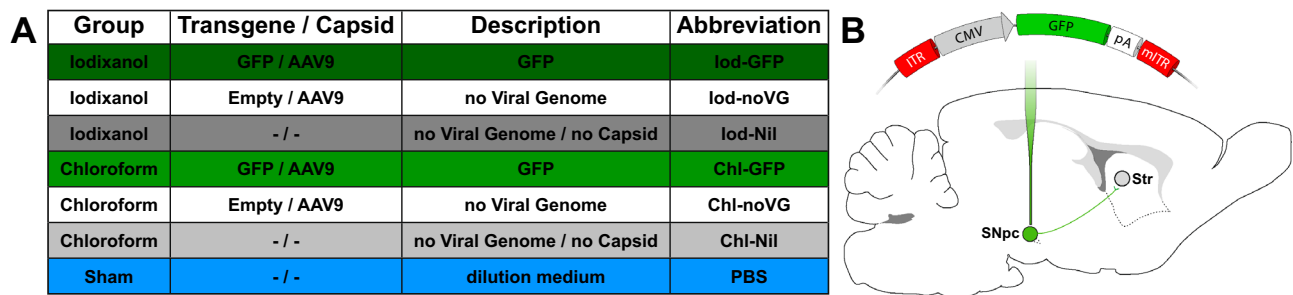 A
Group Transgene / Capsid Description Abbreviation
Iodixanol GFP / AAV9 GFP Iod-GFP
Iodixanol Empty / AAV9 no Viral Genome Iod-noVG
Iodixanol - / - no Viral Genome / no Capsid Iod-Nil
Chloroform GFP / AAV9 GFP Chl-GFP
Chloroform Empty / AAV9 no Viral Genome Chl-noVG
Chloroform - / - no Viral Genome / no Capsid Chl-Nil
Sham - / - dilution medium PBS
B
ITR CMV GFP pA mITR
Str
SNpc